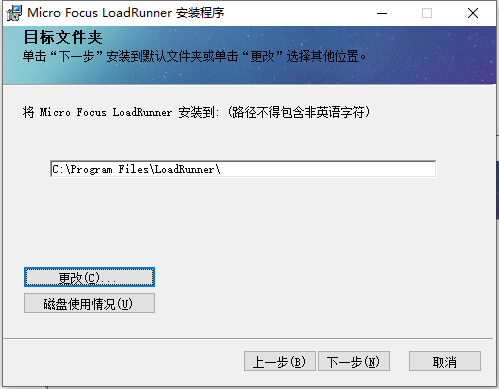 Micro Focus LoadRunner 安装程序
目标文件夹
单击“下一步”安装到默认文件夹或单击“更改”选择其他位置。
将 Micro Focus LoadRunner 安装到: (路径不得包含非英语字符)
C:\Program Files\LoadRunner\
更改(C)...
磁盘使用情况(U)
上一步(B) 下一步(N) 取消